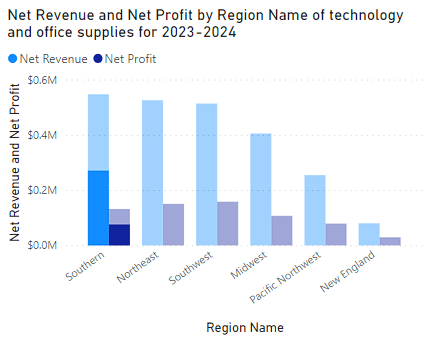 Net Revenue and Net Profit by Region Name of technology
and office supplies for 2023-2024
Net Revenue Net Profit
Net Revenue and Net Profit
$0.6M
$0.4M
$0.2M
$0.0M
Southern
Northeast
Southwest
Midwest
Pacific Northwest
New England
Region Name